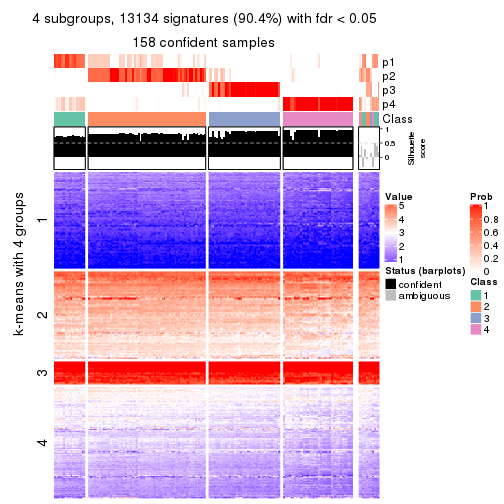 4 subgroups, 13134 signatures (90.4%) with fdr < 0.05
158 confident samples
p1
p2
p3
p4
Class
1
0.5
0
Silhouette
score
k-means with 4 groups
1
2
3
4
Value
5
4
3
2
1
Status (barplots)
confident
ambiguous
Prob
1
0.8
0.6
0.4
0.2
0
Class
1
2
3
4